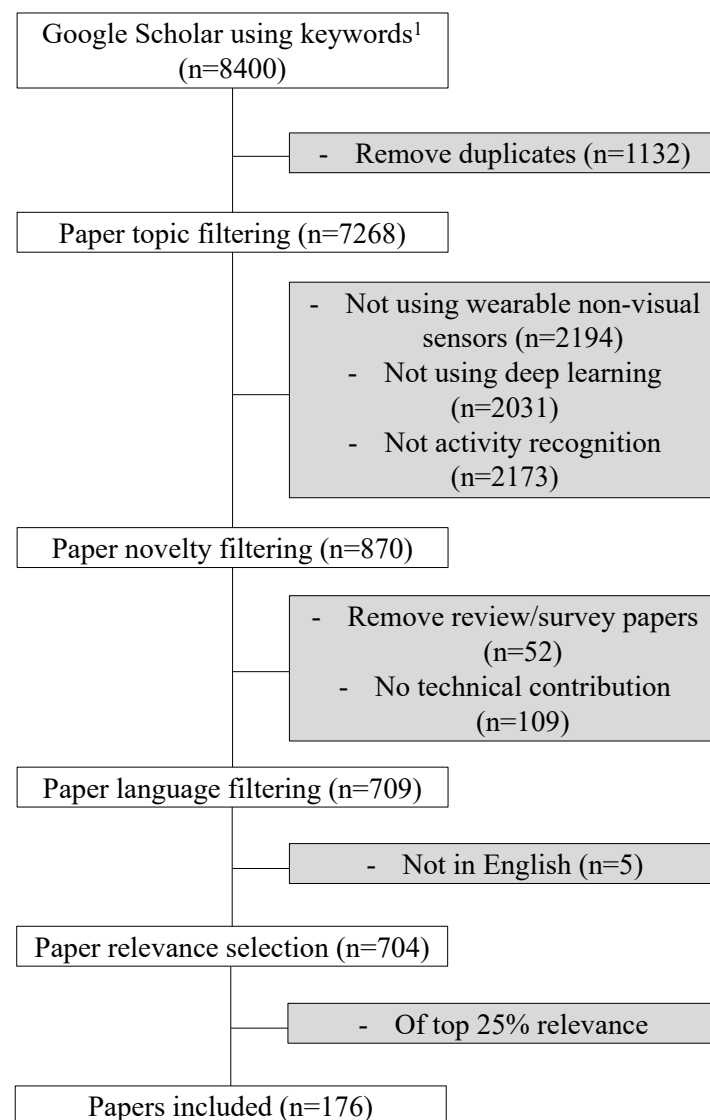 Google Scholar using keywords¹
(n=8400)
- Remove duplicates (n=1132)
Paper topic filtering (n=7268)
- Not using wearable non-visual
sensors (n=2194)
- Not using deep learning
(n=2031)
- Not activity recognition
(n=2173)
Paper novelty filtering (n=870)
- Remove review/survey papers
(n=52)
- No technical contribution
(n=109)
Paper language filtering (n=709)
- Not in English (n=5)
Paper relevance selection (n=704)
- Of top 25% relevance
Papers included (n=176)